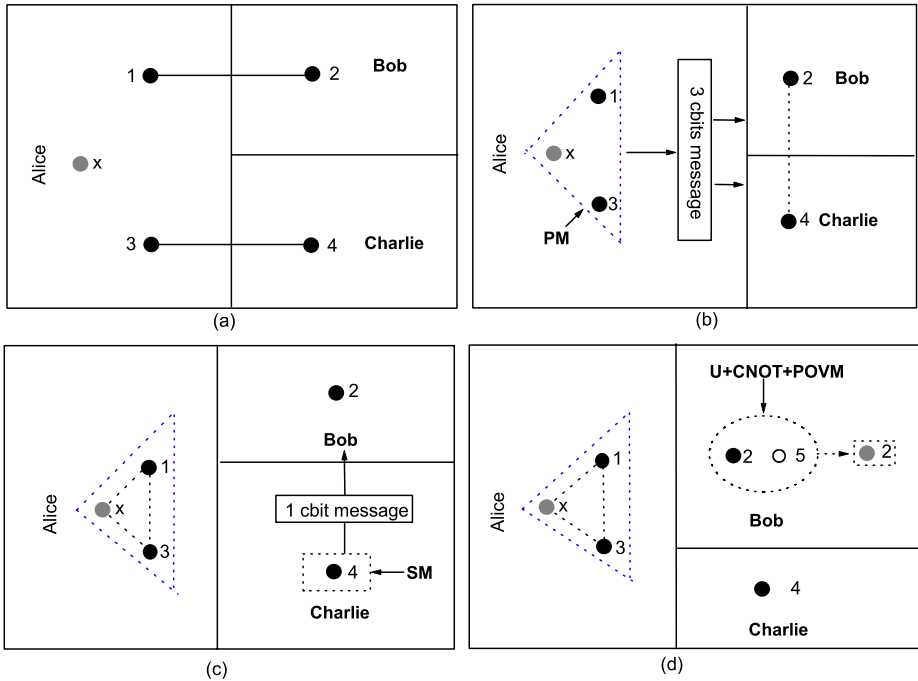 Alice
1
2
Bob
x
3
4
Charlie
(a)
Alice
1
x
3
PM
3 cbits message
2
Bob
4
Charlie
(b)
Alice
1
x
3
2
Bob
1 cbit message
4
SM
Charlie
(c)
Alice
1
x
3
U+CNOT+POVM
2
5
2
Bob
4
Charlie
(d)